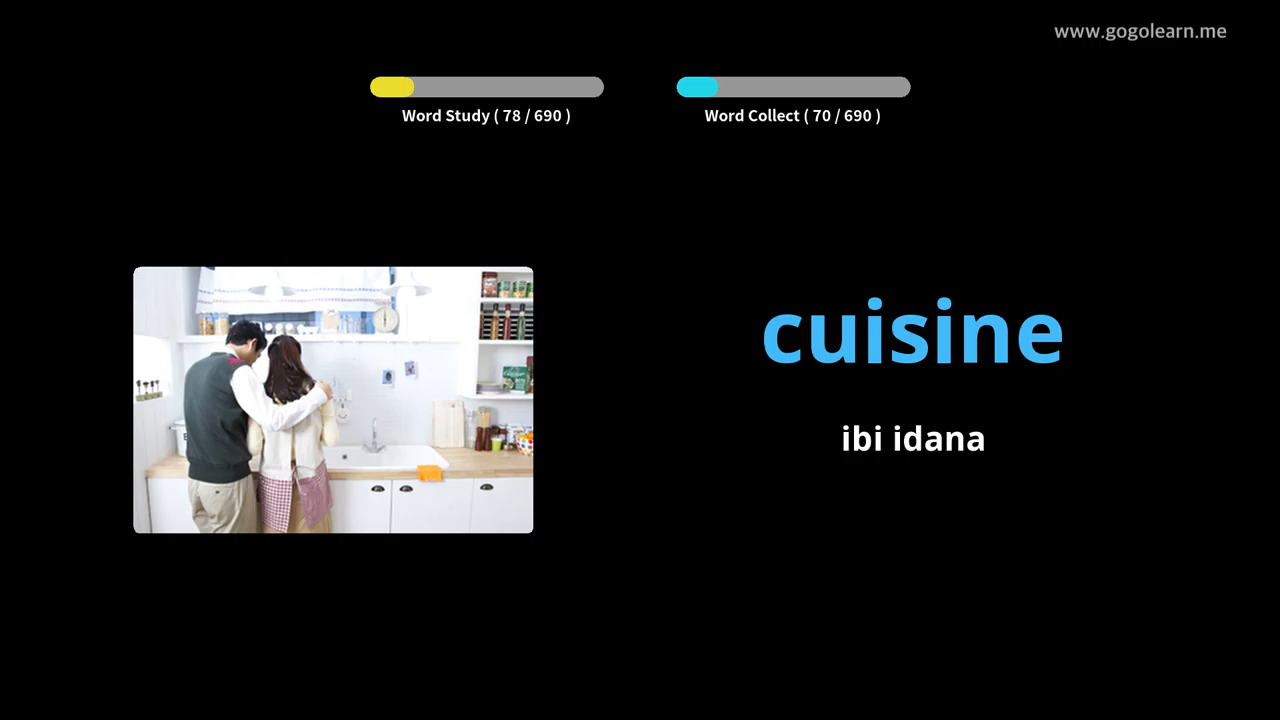 www.gogolearn.me
Word Study ( 78 / 690 )
Word Collect ( 70 / 690 )
cuisine
ibi idana